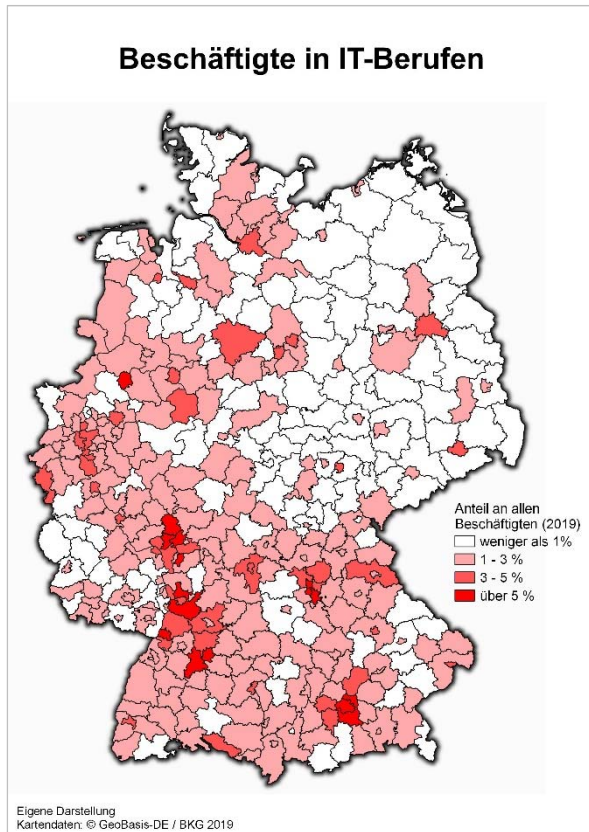 Beschäftigte in IT-Berufen
Anteil an allen
Beschäftigten (2019)
weniger als 1%
1 - 3 %
3 - 5 %
über 5 %
Eigene Darstellung
Kartendaten: © GeoBasis-DE / BKG 2019